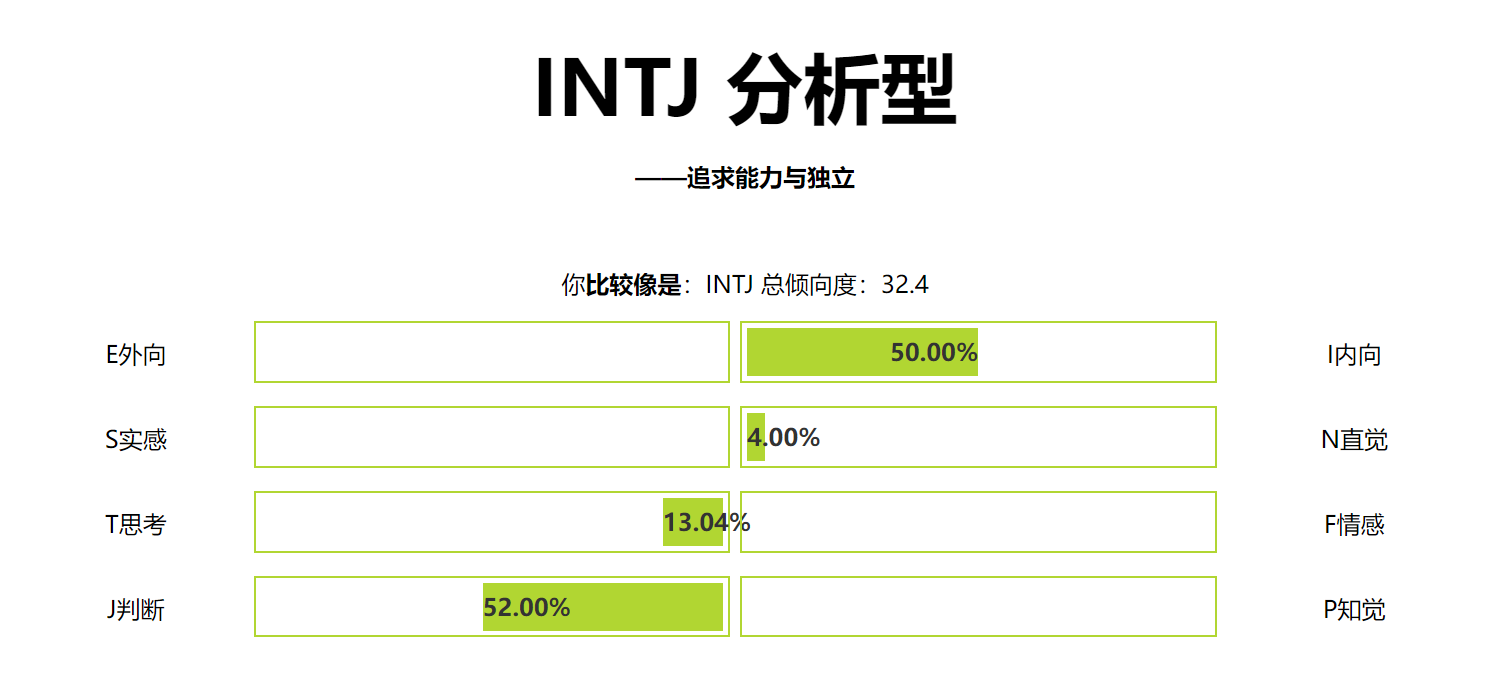 INTJ 分析型
——追求能力与独立
你比较像是：INTJ 总倾向度：32.4
E外向 50.00% I内向
S实感 4.00% N直觉
T思考 13.04% F情感
J判断 52.00% P知觉